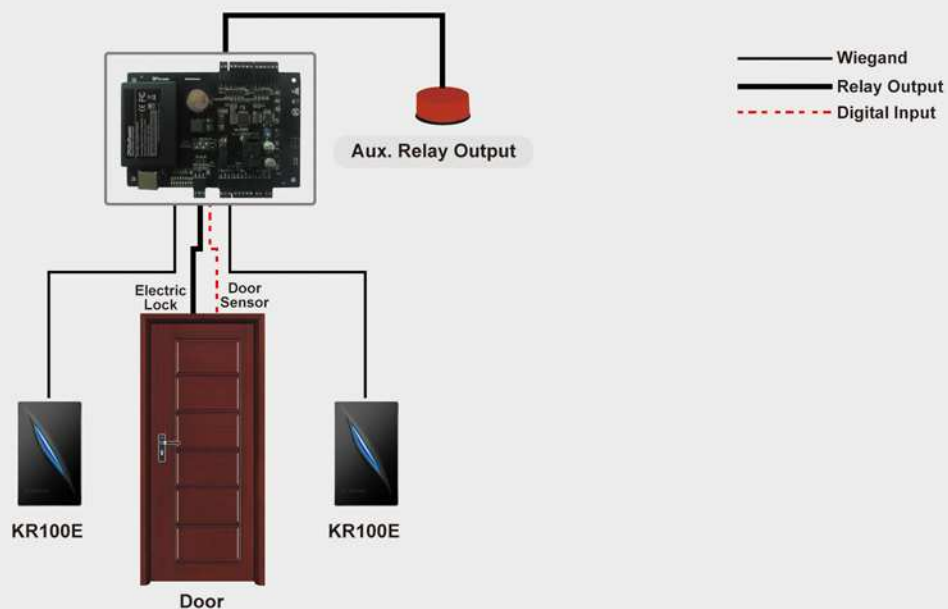 Wiegand
Relay Output
Digital Input
Aux. Relay Output
Electric
Lock
Door
Sensor
KR100E
KR100E
Door